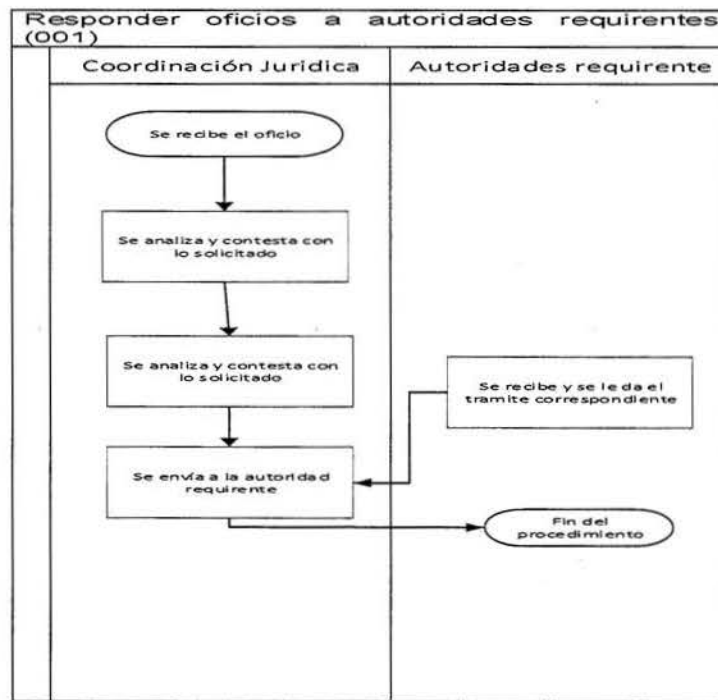 Responder oficios a autoridades requirentes
(001)
Coordinación Juridica
Autoridades requirente
Se recibe el oficio
Se analiza y contesta con
lo solicitado
Se analiza y contesta con
lo solicitado
Se recibe y se le da el
tramite correspondiente
Se envía a la autoridad
requirente
Fin del
procedimiento